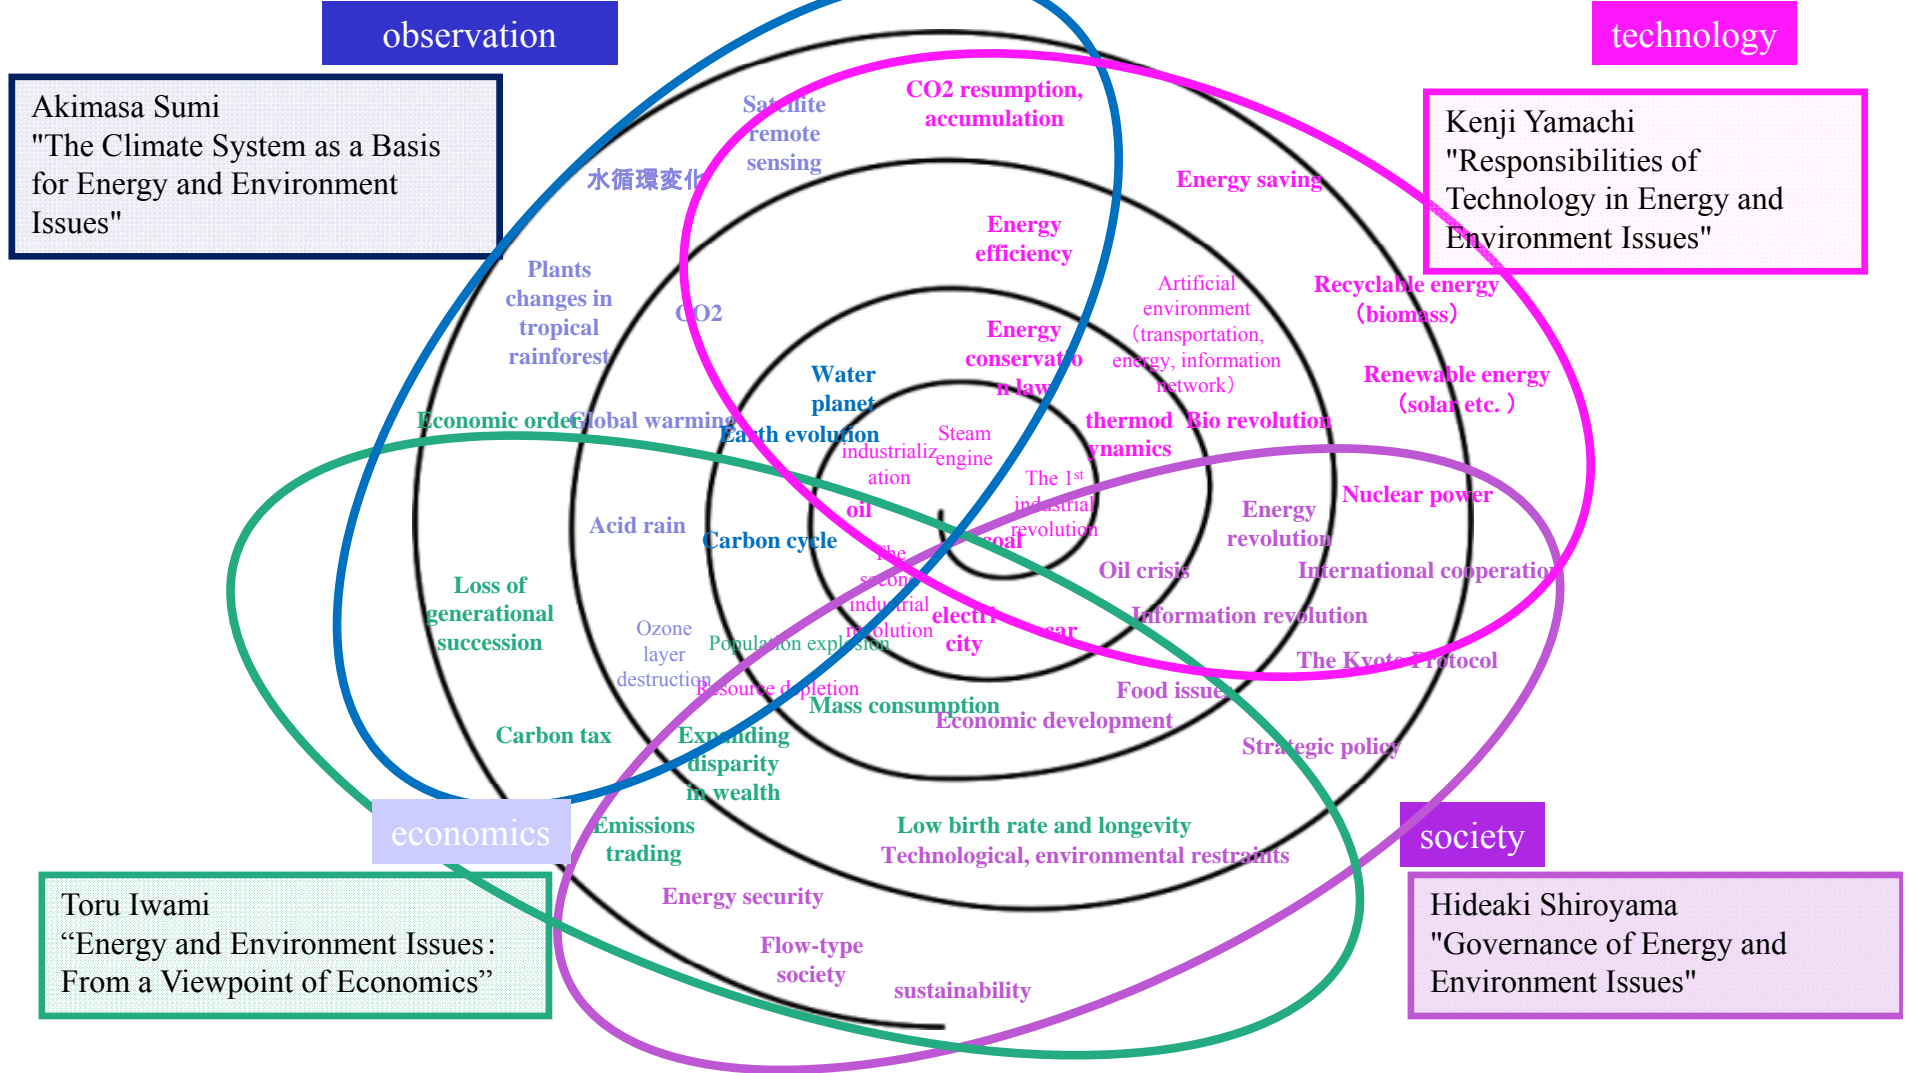 observation
technology
Akimasa Sumi
"The Climate System as a Basis
for Energy and Environment
Issues"
Kenji Yamachi
"Responsibilities of
Technology in Energy and
Environment Issues"
Satellite
remote
sensing
CO2 resumption,
accumulation
水循環変化
Energy saving
Energy
efficiency
Plants
changes in
tropical
rainforest
CO2
Artificial
environment
（transportation,
energy, information
network）
Recyclable energy
（biomass）
Energy
conservatio
n law
Water
planet
Renewable energy
（solar etc. ）
Economic order
Global warming
Earth evolution
thermod
ynamics
Bio revolution
industrializ
ation
Steam
engine
The 1st
industrial
revolution
oil
Nuclear power
Energy
revolution
Acid rain
Carbon cycle
coal
The
second
industrial
revolution
Oil crisis
International cooperation
Loss of
generational
succession
electri
city
car
Information revolution
Ozone
layer
destruction
Population explosion
The Kyoto Protocol
Resource depletion
Mass consumption
Food issue
Economic development
Carbon tax
Expanding
disparity
in wealth
Strategic policy
economics
Emissions
trading
Low birth rate and longevity
Technological, environmental restraints
society
Energy security
Toru Iwami
“Energy and Environment Issues:
From a Viewpoint of Economics”
Flow-type
society
sustainability
Hideaki Shiroyama
"Governance of Energy and
Environment Issues"